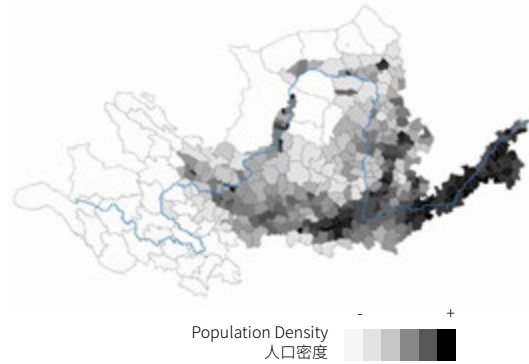 - +
Population Density
人口密度